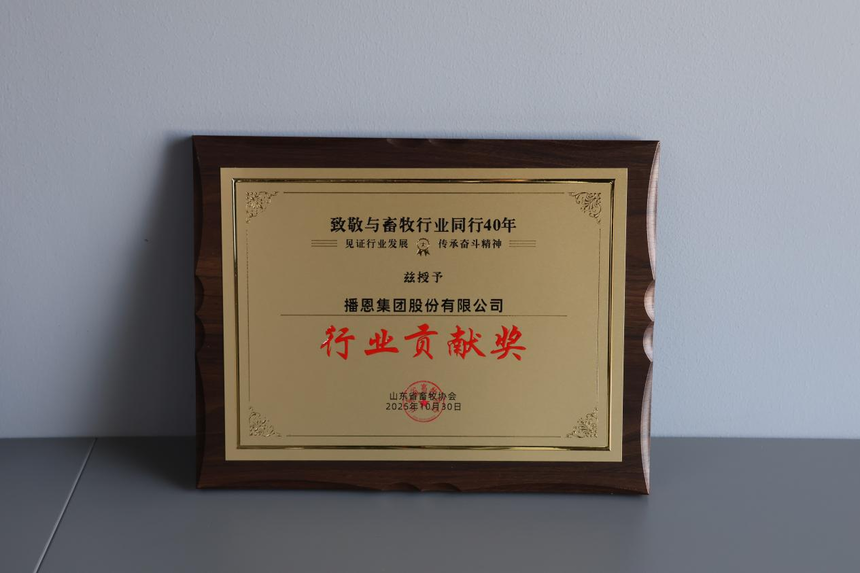 致敬与畜牧行业同行40年
见证行业发展 传承奋斗精神
兹授予
播恩集团股份有限公司
行业贡献奖
山东省畜牧协会
2025年10月30日